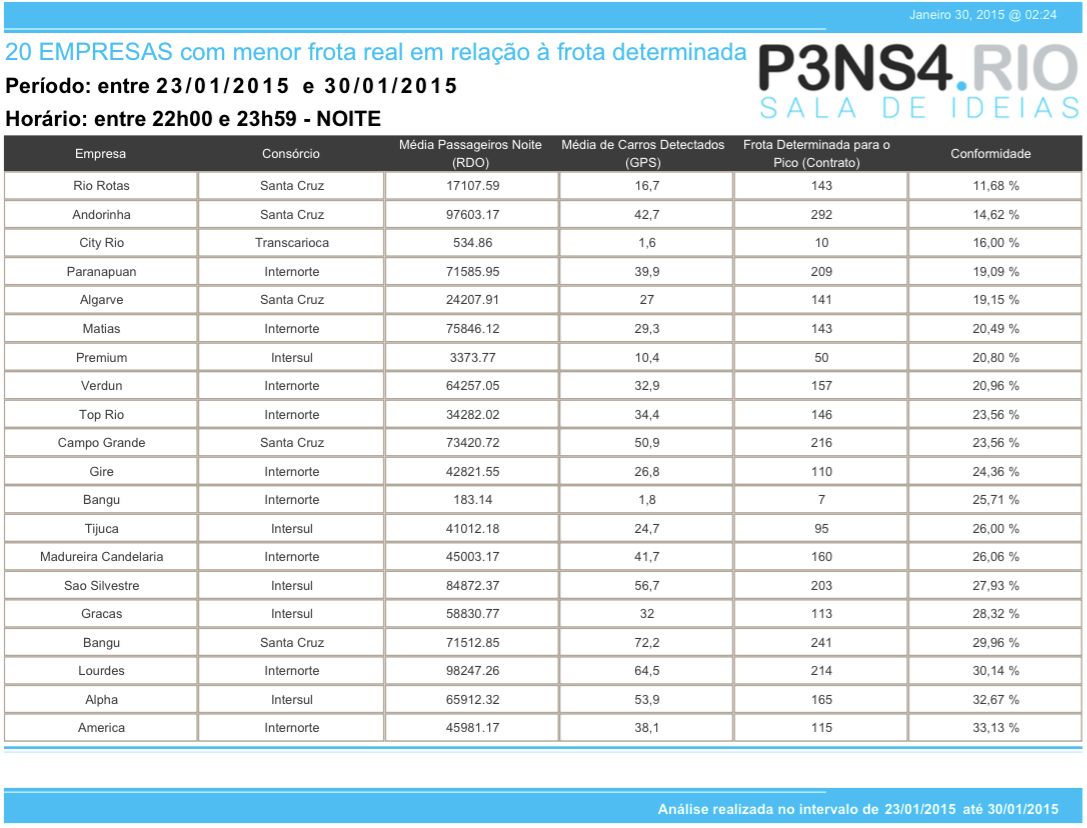 Janeiro 30, 2015 @ 02:24
20 EMPRESAS com menor frota real em relação à frota determinada
P3NS4.RIO
SALA DE IDEIAS
Período: entre 23/01/2015 e 30/01/2015
Horário: entre 22h00 e 23h59 - NOITE
Empresa Consórcio Média Passageiros Noite (RDO) Média de Carros Detectados (GPS) Frota Determinada para o Pico (Contrato) Conformidade
Rio Rotas Santa Cruz 17107.59 16,7 143 11,68 %
Andorinha Santa Cruz 97603.17 42,7 292 14,62 %
City Rio Transcarioca 534.86 1,6 10 16,00 %
Paranapuan Internorte 71585.95 39,9 209 19,09 %
Algarve Santa Cruz 24207.91 27 141 19,15 %
Matias Internorte 75846.12 29,3 143 20,49 %
Premium Intersul 3373.77 10,4 50 20,80 %
Verdun Internorte 64257.05 32,9 157 20,96 %
Top Rio Internorte 34282.02 34,4 146 23,56 %
Campo Grande Santa Cruz 73420.72 50,9 216 23,56 %
Gire Internorte 42821.55 26,8 110 24,36 %
Bangu Internorte 183.14 1,8 7 25,71 %
Tijuca Intersul 41012.18 24,7 95 26,00 %
Madureira Candelaria Internorte 45003.17 41,7 160 26,06 %
Sao Silvestre Intersul 84872.37 56,7 203 27,93 %
Gracas Intersul 58830.77 32 113 28,32 %
Bangu Santa Cruz 71512.85 72,2 241 29,96 %
Lourdes Internorte 98247.26 64,5 214 30,14 %
Alpha Intersul 65912.32 53,9 165 32,67 %
America Internorte 45981.17 38,1 115 33,13 %
Análise realizada no intervalo de 23/01/2015 até 30/01/2015